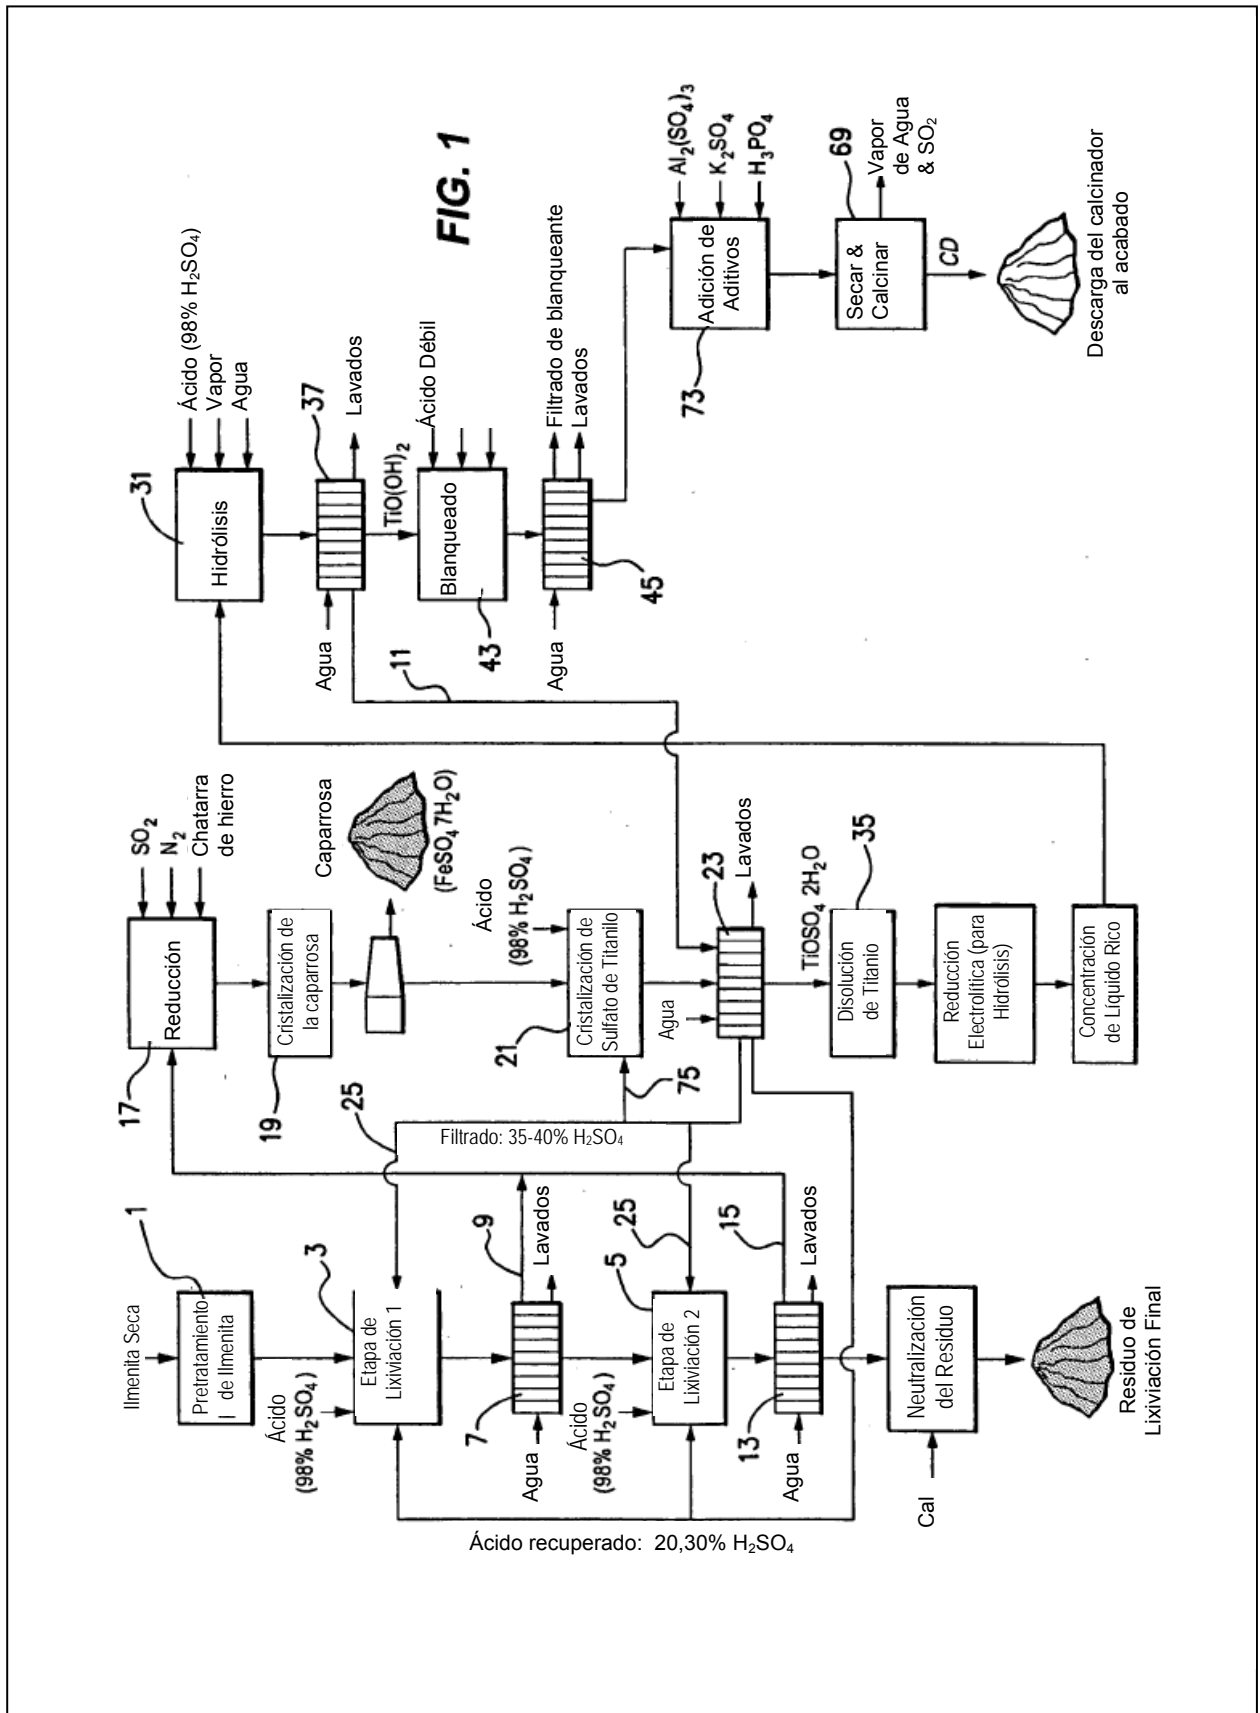 FIG. 1
Ilmenita Seca
1
Pretratamiento
de Ilmenita
Ácido
(98% H₂SO₄)
3
Etapa de
Lixiviación 1
25
9
Agua
7
Lavados
Ácido
(98% H₂SO₄)
5
Etapa de
Lixiviación 2
25
15
Agua
13
Lavados
Cal
Neutralización
del Residuo
Residuo de
Lixiviación Final
Ácido recuperado: 20,30% H₂SO₄
Filtrado: 35-40% H₂SO₄
17
Reducción
SO₂
N₂
Chatarra
de hierro
19
Cristalización de
la caparrosa
Caparrosa
(FeSO₄ 7H₂O)
Ácido
(98% H₂SO₄)
21
Cristalización de
Sulfato de Titanilo
75
Agua
23
Lavados
TiOSO₄ 2H₂O
35
Disolución
de Titanio
Reducción
Electrolítica (para
Hidrólisis)
Concentración
de Líquido Rico
31
Hidrólisis
Ácido (98% H₂SO₄)
Vapor
Agua
37
Agua
Lavados
11
TiO(OH)₂
Ácido Débil
Blanqueado
43
Agua
45
Filtrado de blanqueante
Lavados
Al₂(SO₄)₃
K₂SO₄
H₃PO₄
Adición de
Aditivos
73
69
Secar &
Calcinar
Vapor
de Agua
& SO₂
CD
Descarga del calcinador
al acabado